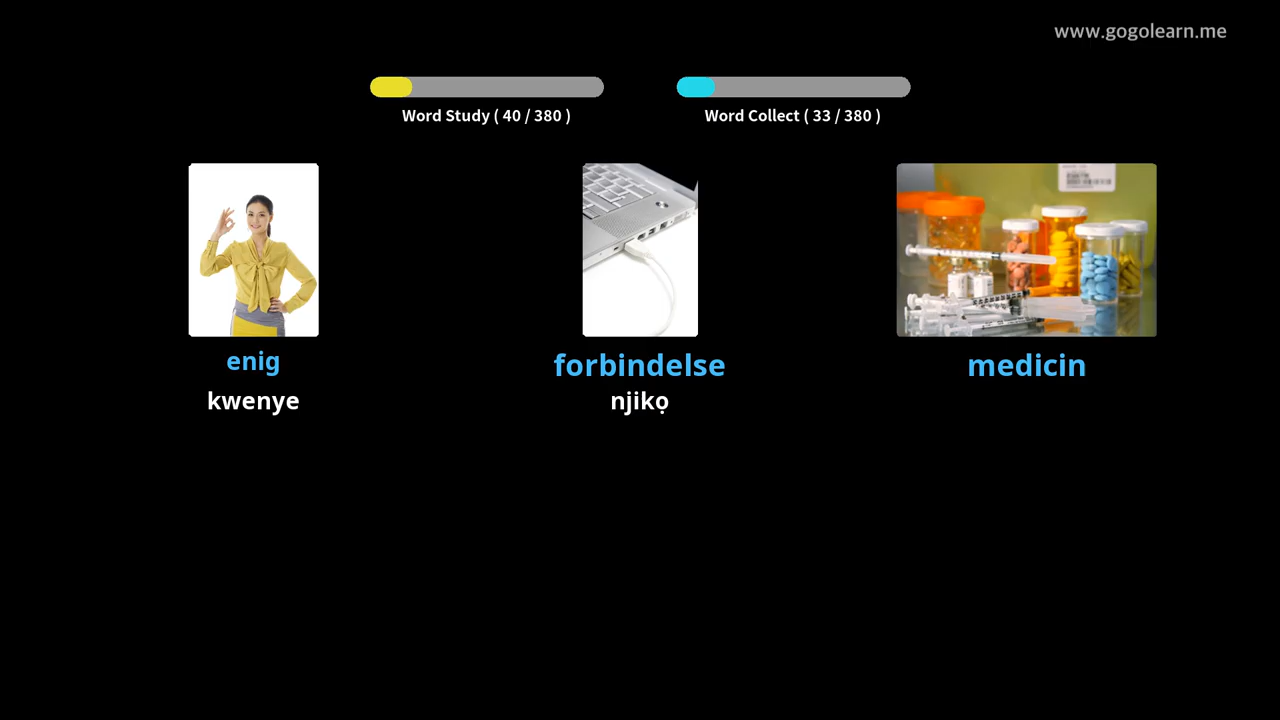 www.gogolearn.me
Word Study ( 40 / 380 )
Word Collect ( 33 / 380 )
enig
forbindelse
medicin
kwenye
njikọ